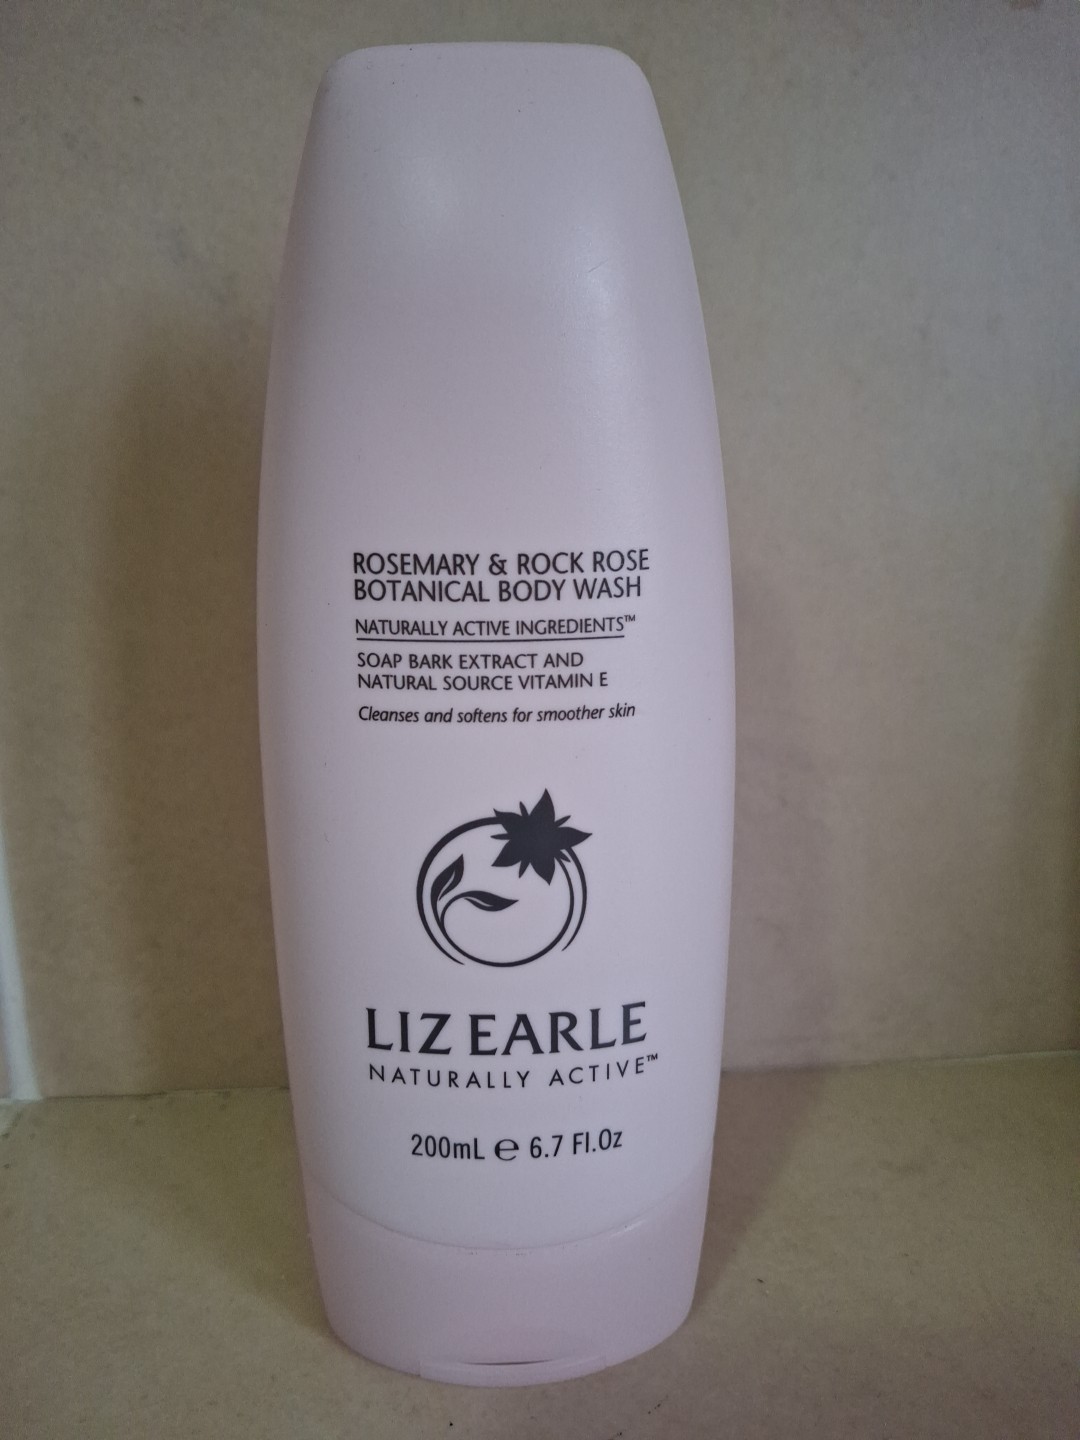 ROSEMARY & ROCK ROSE
BOTANICAL BODY WASH
NATURALLY ACTIVE INGREDIENTS™
SOAP BARK EXTRACT AND
NATURAL SOURCE VITAMIN E
Cleanses and softens for smoother skin
LIZ EARLE
NATURALLY ACTIVE™
200mL ℮ 6.7 Fl.Oz